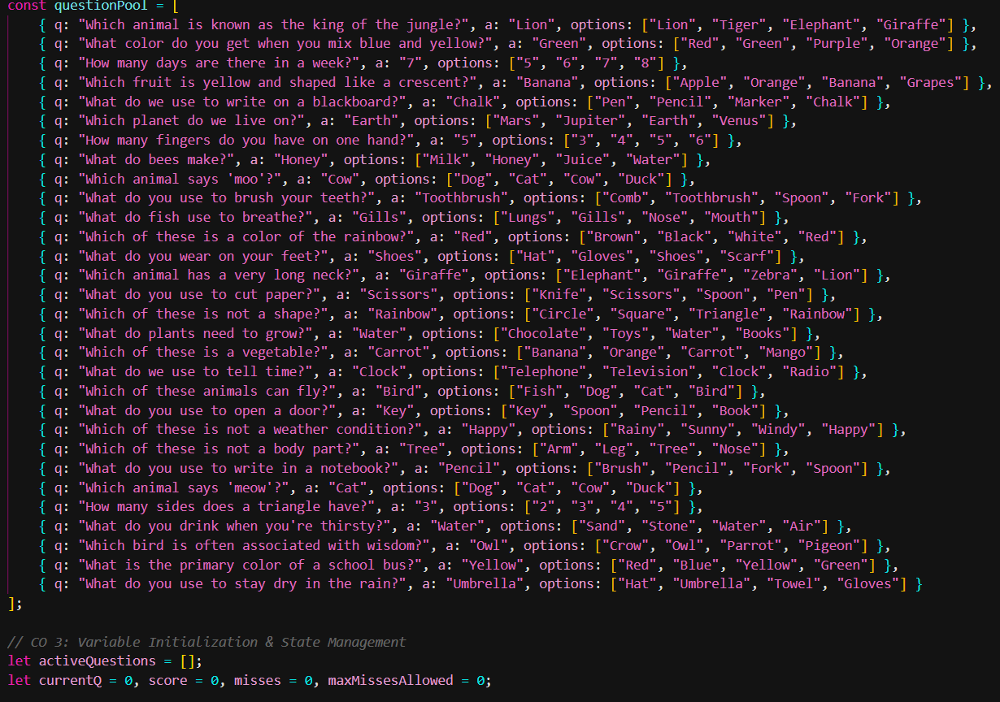 const questionPool = [
{ q: "Which animal is known as the king of the jungle?", a: "Lion", options: ["Lion", "Tiger", "Elephant", "Giraffe"] },
{ q: "What color do you get when you mix blue and yellow?", a: "Green", options: ["Red", "Green", "Purple", "Orange"] },
{ q: "How many days are there in a week?", a: "7", options: ["5", "6", "7", "8"] },
{ q: "Which fruit is yellow and shaped like a crescent?", a: "Banana", options: ["Apple", "Orange", "Banana", "Grapes"] },
{ q: "What do we use to write on a blackboard?", a: "Chalk", options: ["Pen", "Pencil", "Marker", "Chalk"] },
{ q: "Which planet do we live on?", a: "Earth", options: ["Mars", "Jupiter", "Earth", "Venus"] },
{ q: "How many fingers do you have on one hand?", a: "5", options: ["3", "4", "5", "6"] },
{ q: "What do bees make?", a: "Honey", options: ["Milk", "Honey", "Juice", "Water"] },
{ q: "Which animal says 'moo'?", a: "Cow", options: ["Dog", "Cat", "Cow", "Duck"] },
{ q: "What do you use to brush your teeth?", a: "Toothbrush", options: ["Comb", "Toothbrush", "Spoon", "Fork"] },
{ q: "What do fish use to breathe?", a: "Gills", options: ["Lungs", "Gills", "Nose", "Mouth"] },
{ q: "Which of these is a color of the rainbow?", a: "Red", options: ["Brown", "Black", "White", "Red"] },
{ q: "What do you wear on your feet?", a: "Shoes", options: ["Hat", "Gloves", "Shoes", "Scarf"] },
{ q: "Which animal has a very long neck?", a: "Giraffe", options: ["Elephant", "Giraffe", "Zebra", "Lion"] },
{ q: "What do you use to cut paper?", a: "Scissors", options: ["Knife", "Scissors", "Spoon", "Pen"] },
{ q: "Which of these is not a shape?", a: "Rainbow", options: ["Circle", "Square", "Triangle", "Rainbow"] },
{ q: "What do plants need to grow?", a: "Water", options: ["Chocolate", "Toys", "Water", "Books"] },
{ q: "Which of these is a vegetable?", a: "Carrot", options: ["Banana", "Orange", "Carrot", "Mango"] },
{ q: "What do we use to tell time?", a: "Clock", options: ["Telephone", "Television", "Clock", "Radio"] },
{ q: "Which of these animals can fly?", a: "Bird", options: ["Fish", "Dog", "Cat", "Bird"] },
{ q: "What do you use to open a door?", a: "Key", options: ["Key", "Spoon", "Pencil", "Book"] },
{ q: "Which of these is not a weather condition?", a: "Happy", options: ["Rainy", "Sunny", "Windy", "Happy"] },
{ q: "Which of these is not a body part?", a: "Tree", options: ["Arm", "Leg", "Tree", "Nose"] },
{ q: "What do you use to write in a notebook?", a: "Pencil", options: ["Brush", "Pencil", "Fork", "Spoon"] },
{ q: "Which animal says 'meow'?", a: "Cat", options: ["Dog", "Cat", "Cow", "Duck"] },
{ q: "How many sides does a triangle have?", a: "3", options: ["2", "3", "4", "5"] },
{ q: "What do you drink when you're thirsty?", a: "Water", options: ["Sand", "Stone", "Water", "Air"] },
{ q: "Which bird is often associated with wisdom?", a: "Owl", options: ["Crow", "Owl", "Parrot", "Pigeon"] },
{ q: "What is the primary color of a school bus?", a: "Yellow", options: ["Red", "Blue", "Yellow", "Green"] },
{ q: "What do you use to stay dry in the rain?", a: "Umbrella", options: ["Hat", "Umbrella", "Towel", "Gloves"] }
];
// CO 3: Variable Initialization & State Management
let activeQuestions = [];
let currentQ = 0, score = 0, misses = 0, maxMissesAllowed = 0;